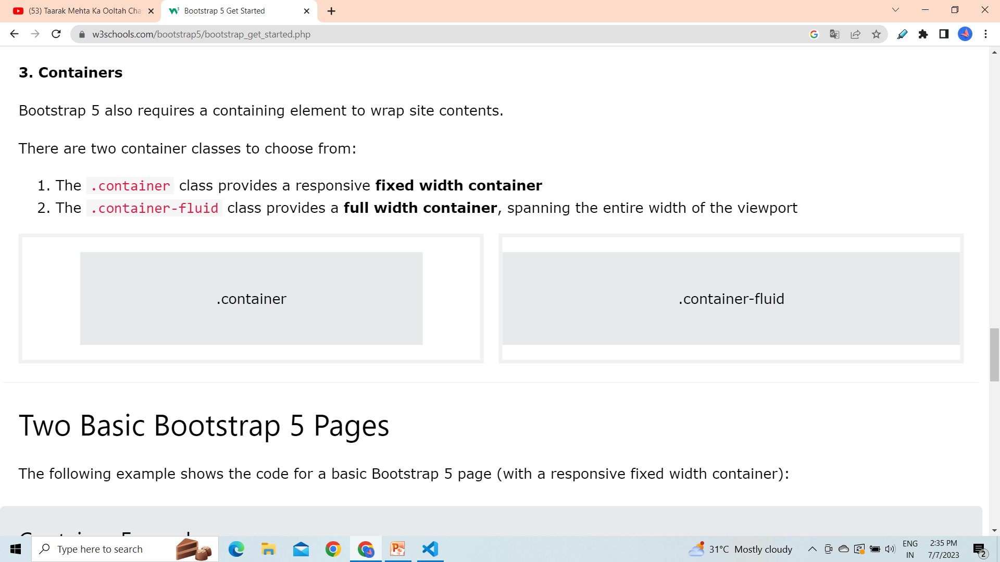 (53) Taarak Mehta Ka Ooltah Cha
Bootstrap 5 Get Started
w3schools.com/bootstrap5/bootstrap_get_started.php
3. Containers
Bootstrap 5 also requires a containing element to wrap site contents.
There are two container classes to choose from:
1. The .container class provides a responsive fixed width container
2. The .container-fluid class provides a full width container, spanning the entire width of the viewport
.container
.container-fluid
Two Basic Bootstrap 5 Pages
The following example shows the code for a basic Bootstrap 5 page (with a responsive fixed width container):
Type here to search
31°C Mostly cloudy
ENG
IN
2:35 PM
7/7/2023
2